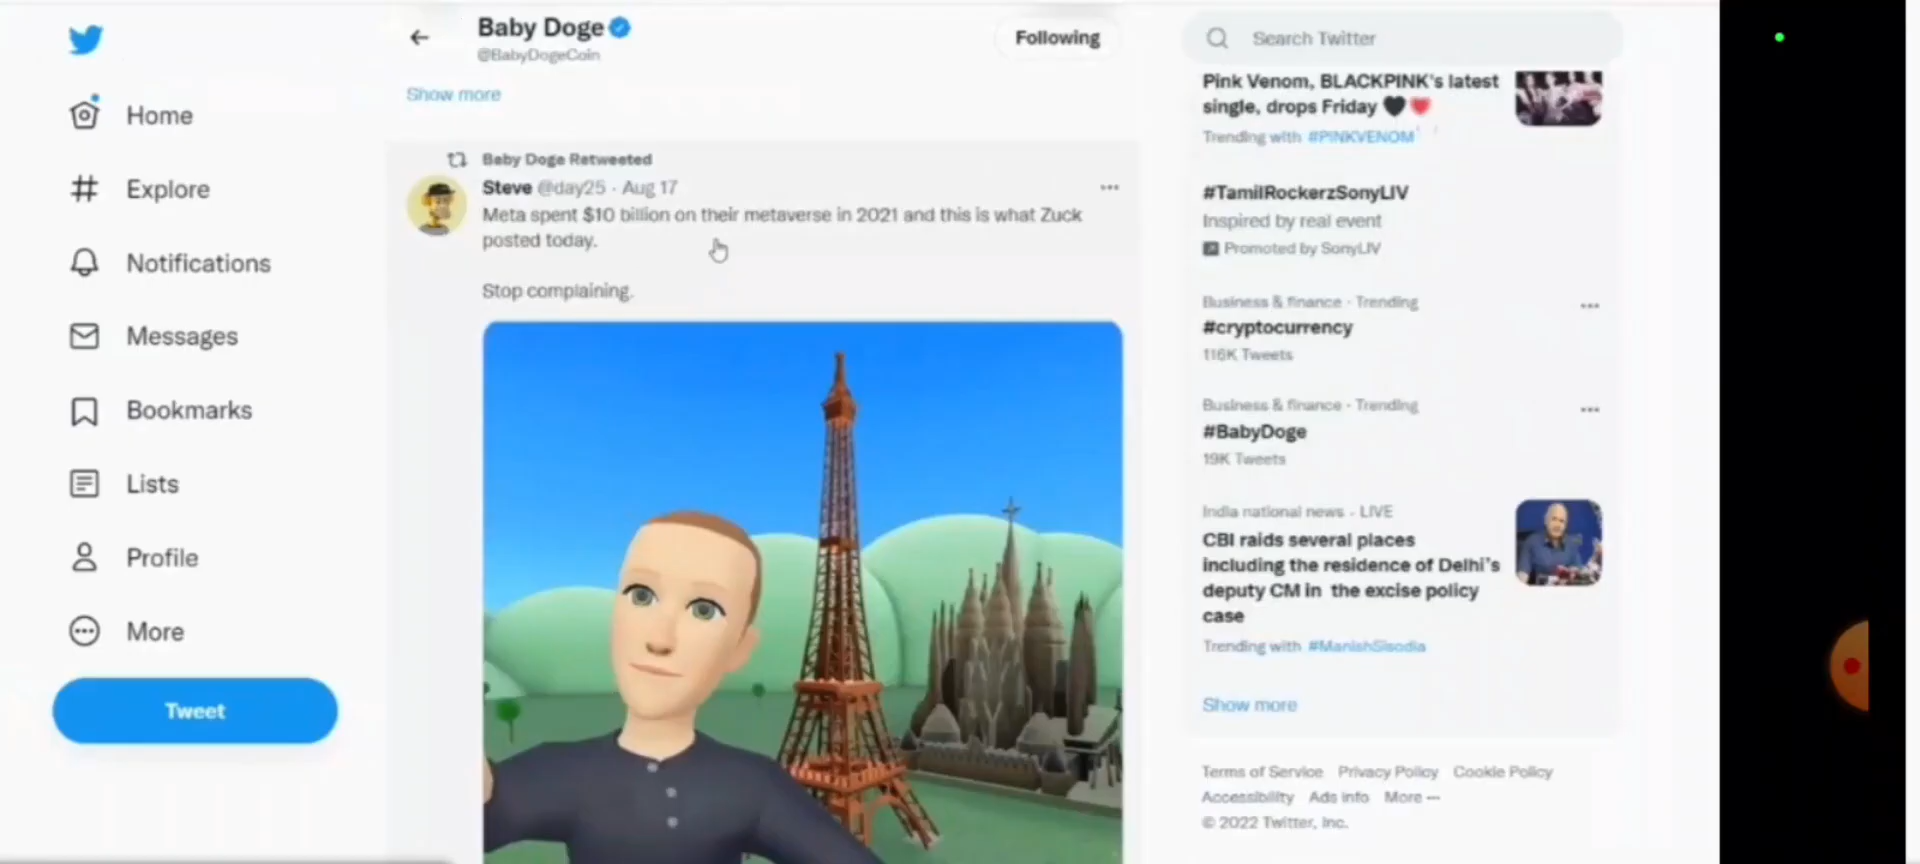 Home
Explore
Notifications
Messages
Bookmarks
Lists
Profile
More
Tweet
Baby Doge
@BabyDogeCoin
Following
Show more
Baby Doge Retweeted
Steve @day25 · Aug 17
Meta spent $10 billion on their metaverse in 2021 and this is what Zuck
posted today.
Stop complaining.
Search Twitter
Pink Venom, BLACKPINK's latest
single, drops Friday 🖤❤️
Trending with #PINKVENOM
#TamilRockerzSonyLIV
Inspired by real event
Promoted by SonyLIV
Business & finance · Trending
#cryptocurrency
116K Tweets
Business & finance · Trending
#BabyDoge
19K Tweets
India national news · LIVE
CBI raids several places
including the residence of Delhi's
deputy CM in the excise policy
case
Trending with #ManishSisodia
Show more
Terms of Service Privacy Policy Cookie Policy
Accessibility Ads info More ···
© 2022 Twitter, Inc.